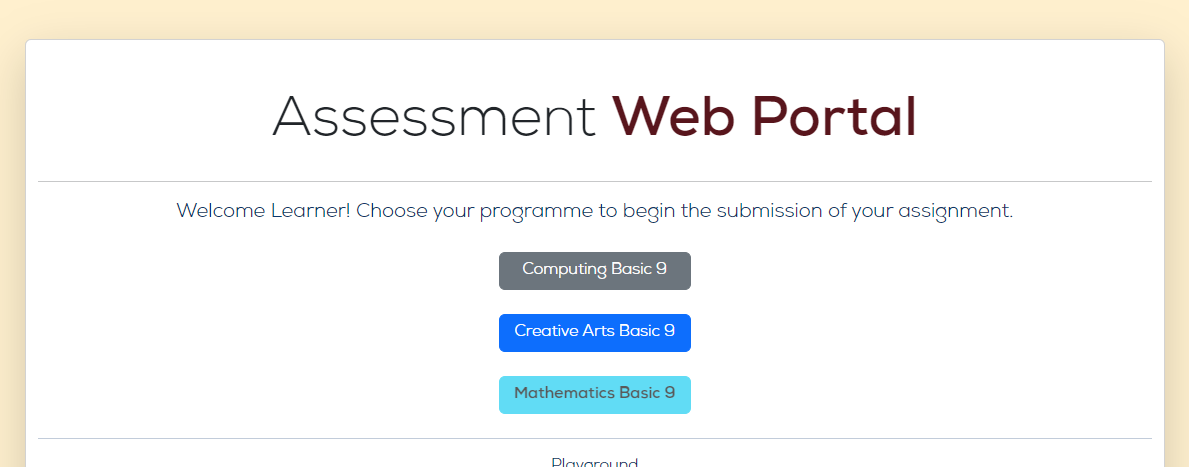 Assessment Web Portal
Welcome Learner! Choose your programme to begin the submission of your assignment.
Computing Basic 9
Creative Arts Basic 9
Mathematics Basic 9
Playground